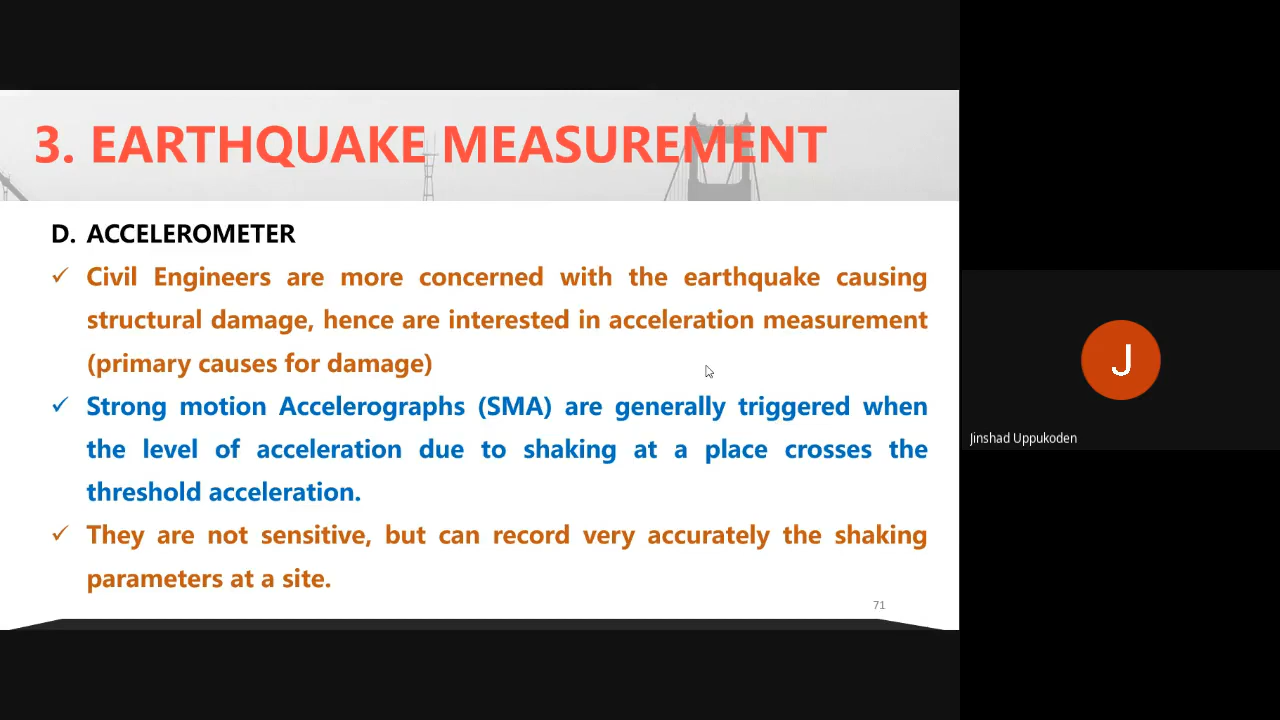 3. EARTHQUAKE MEASUREMENT
D. ACCELEROMETER
✓ Civil Engineers are more concerned with the earthquake causing
structural damage, hence are interested in acceleration measurement
(primary causes for damage)
✓ Strong motion Accelerographs (SMA) are generally triggered when
the level of acceleration due to shaking at a place crosses the
threshold acceleration.
✓ They are not sensitive, but can record very accurately the shaking
parameters at a site.
71
J
Jinshad Uppukoden